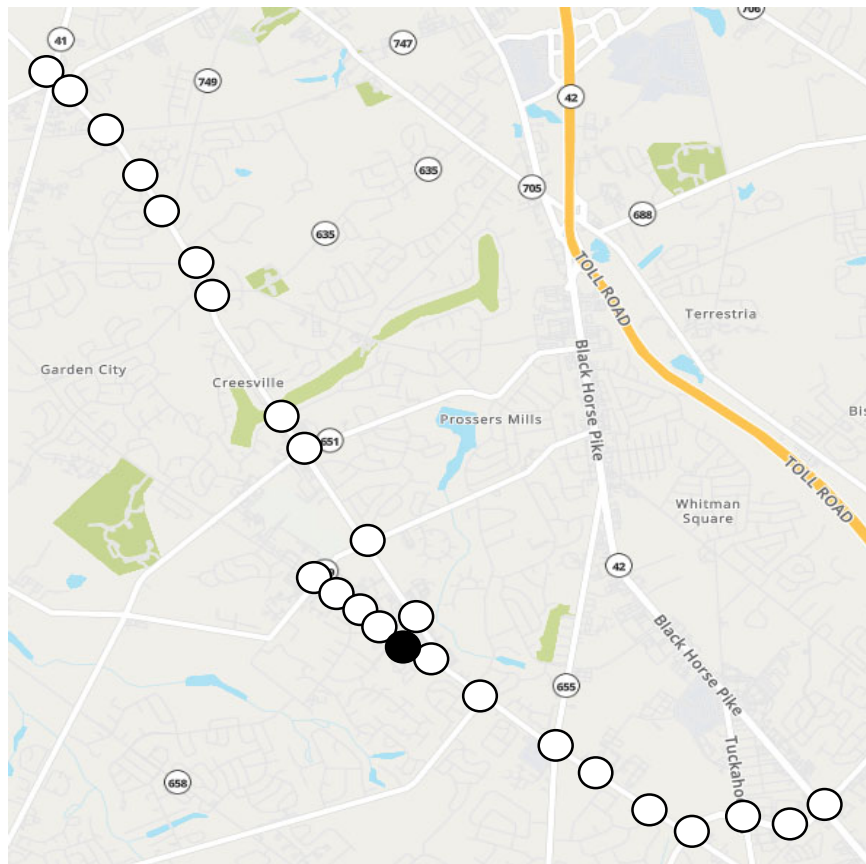 706
41
747
749
42
635
705
688
635
TOLL ROAD
Terrestria
Black Horse Pike
Garden City
Creesville
Prossers Mills
651
TOLL ROAD
Whitman
Square
42
Black Horse Pike
655
Tuckaho
658